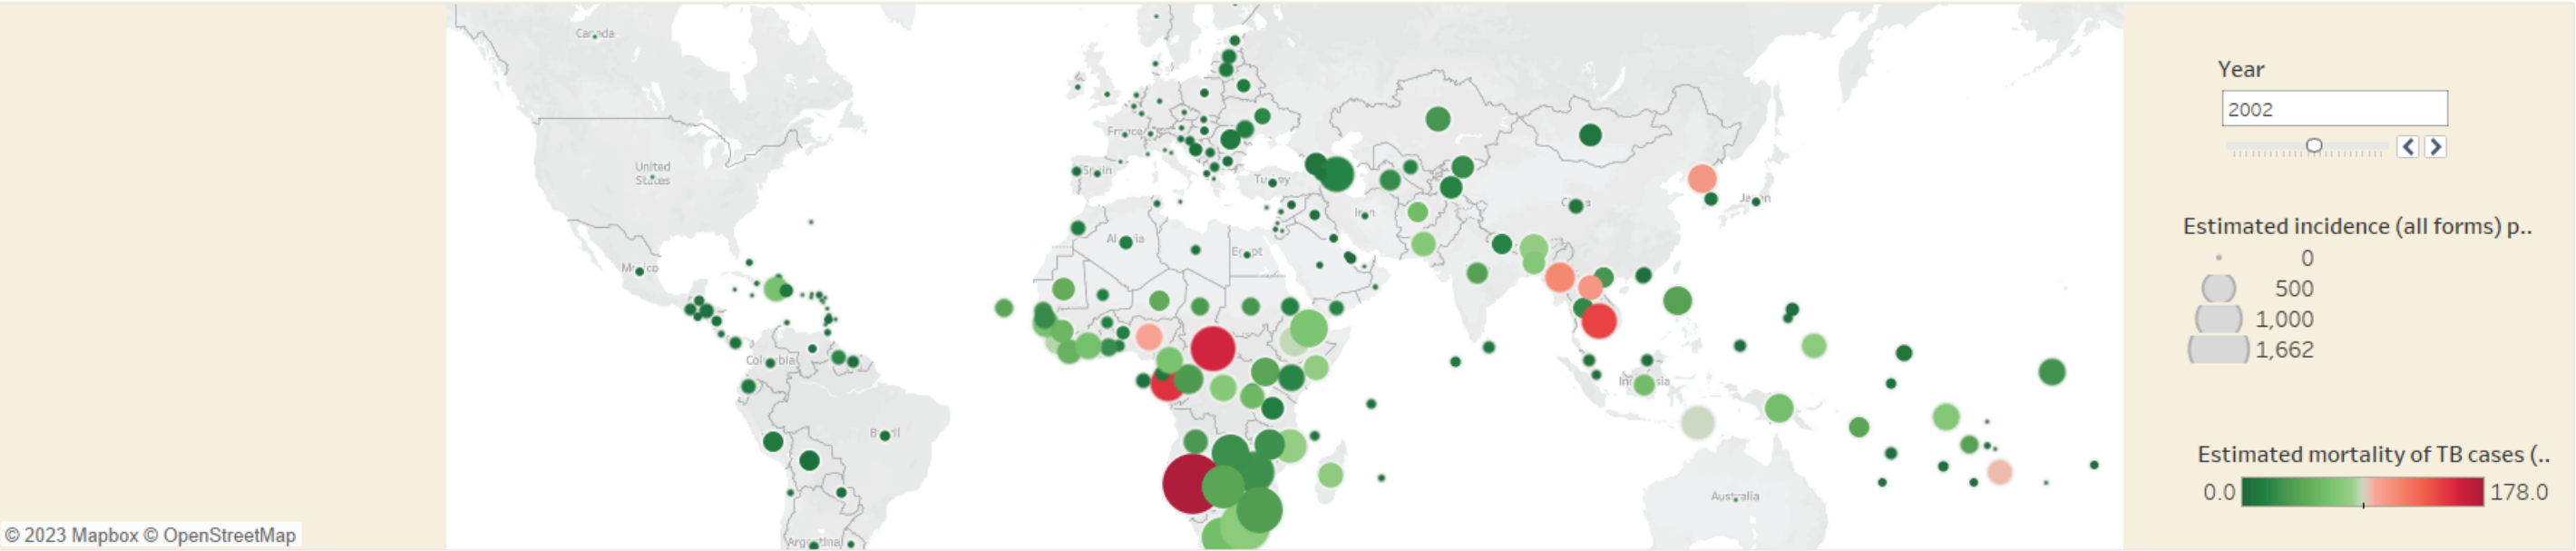 Canada
France
United
States
Spain
Turkey
Iran
China
Japan
Algeria
Egypt
Mexico
Colombia
Brazil
Indonesia
Australia
Argentina
Year
2002
Estimated incidence (all forms) p..
0
500
1,000
1,662
Estimated mortality of TB cases (..
0.0
178.0
© 2023 Mapbox © OpenStreetMap